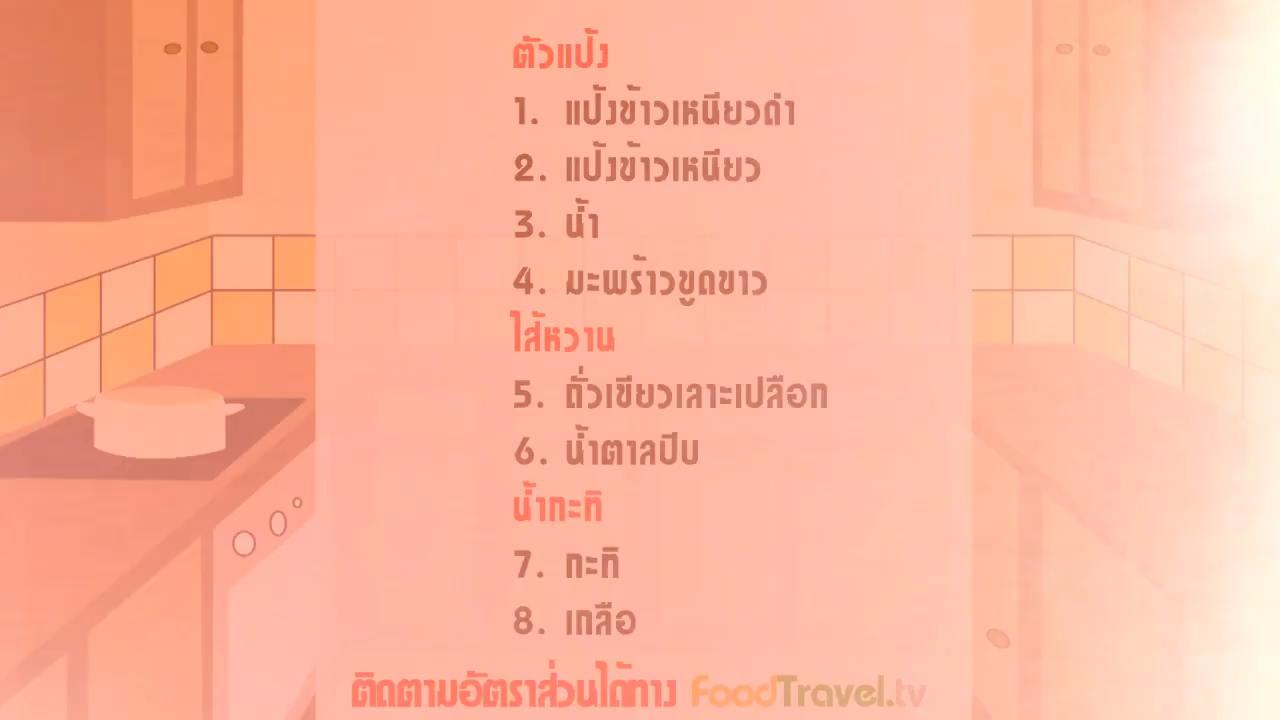 ตัวแป้ง
1. แป้งข้าวเหนียวดำ
2. แป้งข้าวเหนียว
3. น้ำ
4. มะพร้าวขูดขาว
ไส้หวาน
5. ถั่วเขียวเลาะเปลือก
6. น้ำตาลปีบ
น้ำกะทิ
7. กะทิ
8. เกลือ
ติดตามอัตราส่วนได้ทาง FoodTravel.tv